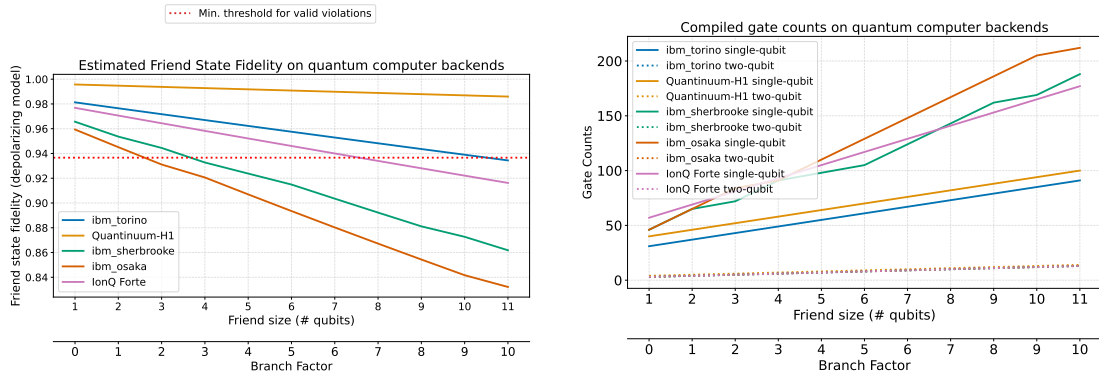 Min. threshold for valid violations
Estimated Friend State Fidelity on quantum computer backends
Friend state fidelity (depolarizing model)
1.00
0.98
0.96
0.94
0.92
0.90
0.88
0.86
0.84
ibm_torino
Quantinuum-H1
ibm_sherbrooke
ibm_osaka
IonQ Forte
1 2 3 4 5 6 7 8 9 10 11
Friend size (# qubits)
0 1 2 3 4 5 6 7 8 9 10
Branch Factor
Compiled gate counts on quantum computer backends
Gate Counts
200
150
100
50
0
ibm_torino single-qubit
ibm_torino two-qubit
Quantinuum-H1 single-qubit
Quantinuum-H1 two-qubit
ibm_sherbrooke single-qubit
ibm_sherbrooke two-qubit
ibm_osaka single-qubit
ibm_osaka two-qubit
IonQ Forte single-qubit
IonQ Forte two-qubit
1 2 3 4 5 6 7 8 9 10 11
Friend size (# qubits)
0 1 2 3 4 5 6 7 8 9 10
Branch Factor